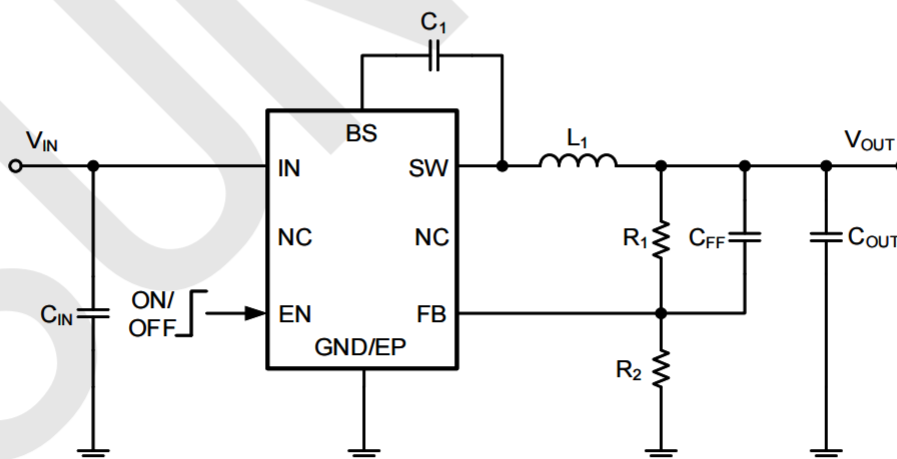 C1
BS
VIN
L1
VOUT
IN
SW
NC
NC
R1
CFF
COUT
CIN
ON/
OFF
EN
FB
GND/EP
R2